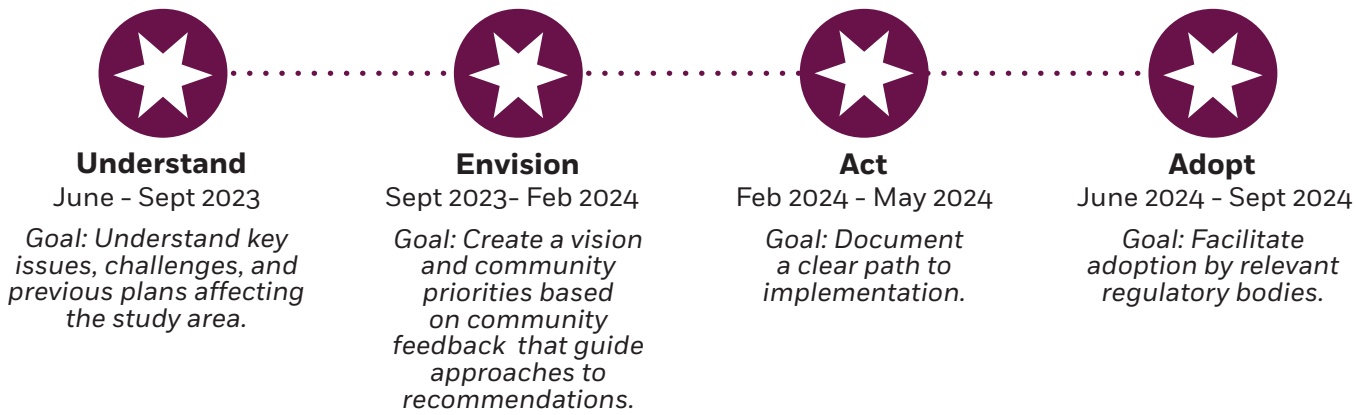 Understand
June - Sept 2023
Goal: Understand key
issues, challenges, and
previous plans affecting
the study area.
Envision
Sept 2023- Feb 2024
Goal: Create a vision
and community
priorities based
on community
feedback  that guide
approaches to
recommendations.
Act
Feb 2024 - May 2024
Goal: Document
a clear path to
implementation.
Adopt
June 2024 - Sept 2024
Goal: Facilitate
adoption by relevant
regulatory bodies.